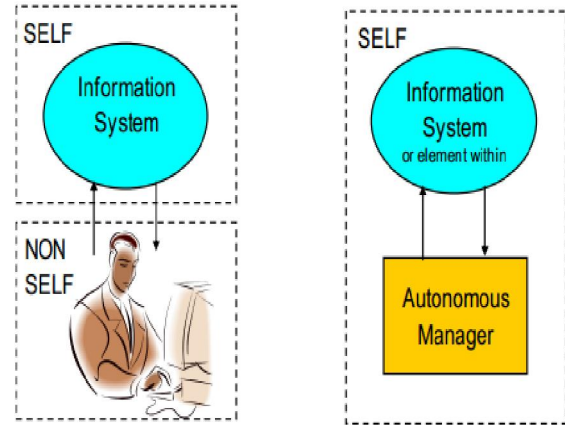 SELF
Information
System
NON
SELF
SELF
Information
System
or element within
Autonomous
Manager